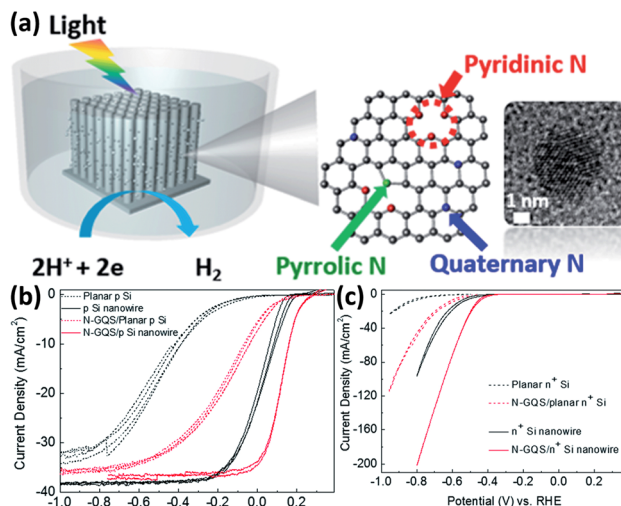 (a)
Light
2H⁺ + 2e
H₂
Pyridinic N
Pyrrolic N
Quaternary N
1 nm
(b)
Planar p Si
p Si nanowire
N-GQS/Planar p Si
N-GQS/p Si nanowire
Current Density (mA/cm²)
0
-10
-20
-30
-40
-1.0 -0.8 -0.6 -0.4 -0.2 0.0 0.2
(c)
Planar n⁺ Si
N-GQS/planar n⁺ Si
n⁺ Si nanowire
N-GQS/n⁺ Si nanowire
Current Density (mA/cm²)
0
-40
-80
-120
-160
-200
-1.0 -0.8 -0.6 -0.4 -0.2 0.0 0.2
Potential (V) vs. RHE